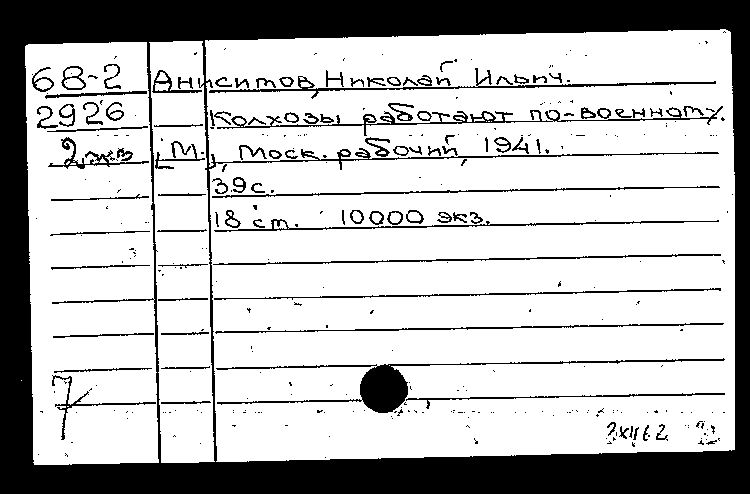 68-2 Анисимов, Николай Ильич.
2926 Колхозы работают по-военному.
2 экз [М.], Моск. рабочий, 1941.
39 с.
18 см. 10000 экз.
7